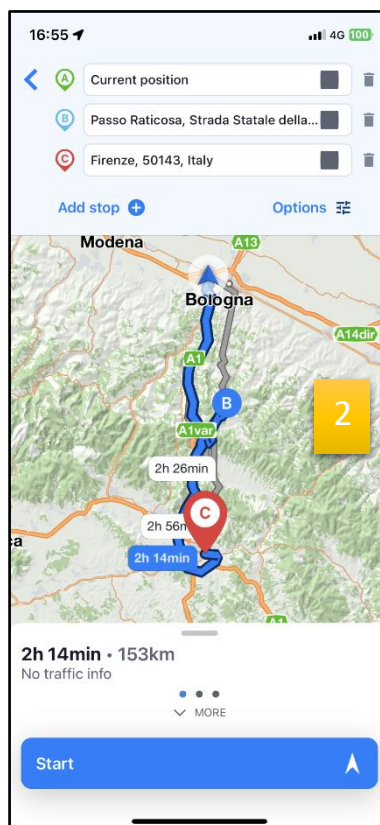 16:55
4G 100
A
Current position
B
Passo Raticosa, Strada Statale della...
C
Firenze, 50143, Italy
Add stop
Options
Modena
A13
Bologna
A14dir
A1
B
2
A1var
2h 26min
2h 56m
C
a
2h 14min
A1
2h 14min • 153km
No traffic info
MORE
Start